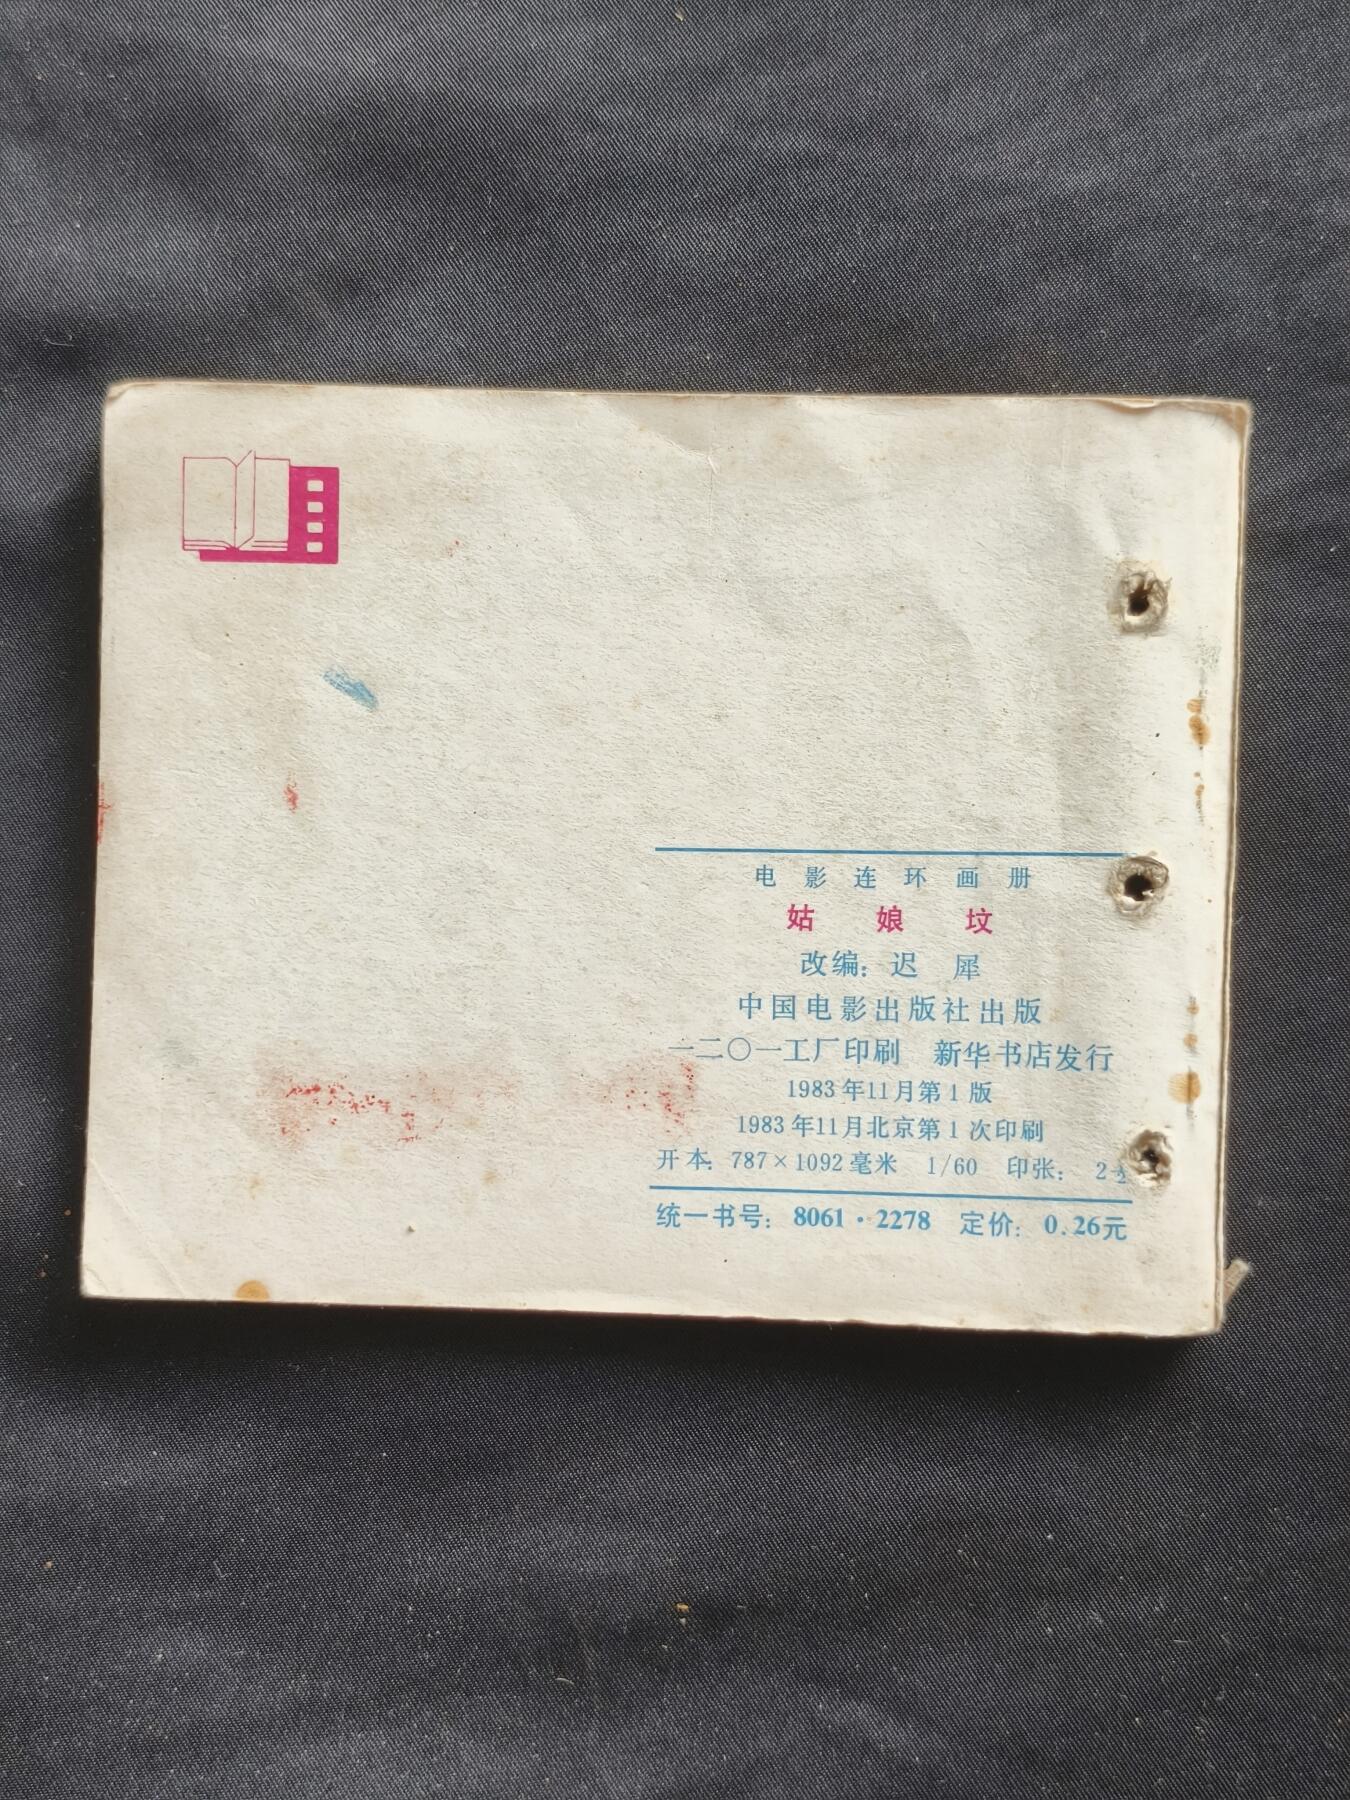 电影连环画册
姑娘坟
改编：迟 犀
中国电影出版社出版
一二〇一工厂印刷 新华书店发行
1983年11月第1版
1983年11月北京第1次印刷
开本：787×1092毫米 1/60 印张：2½
统一书号：8061·2278 定价：0.26元